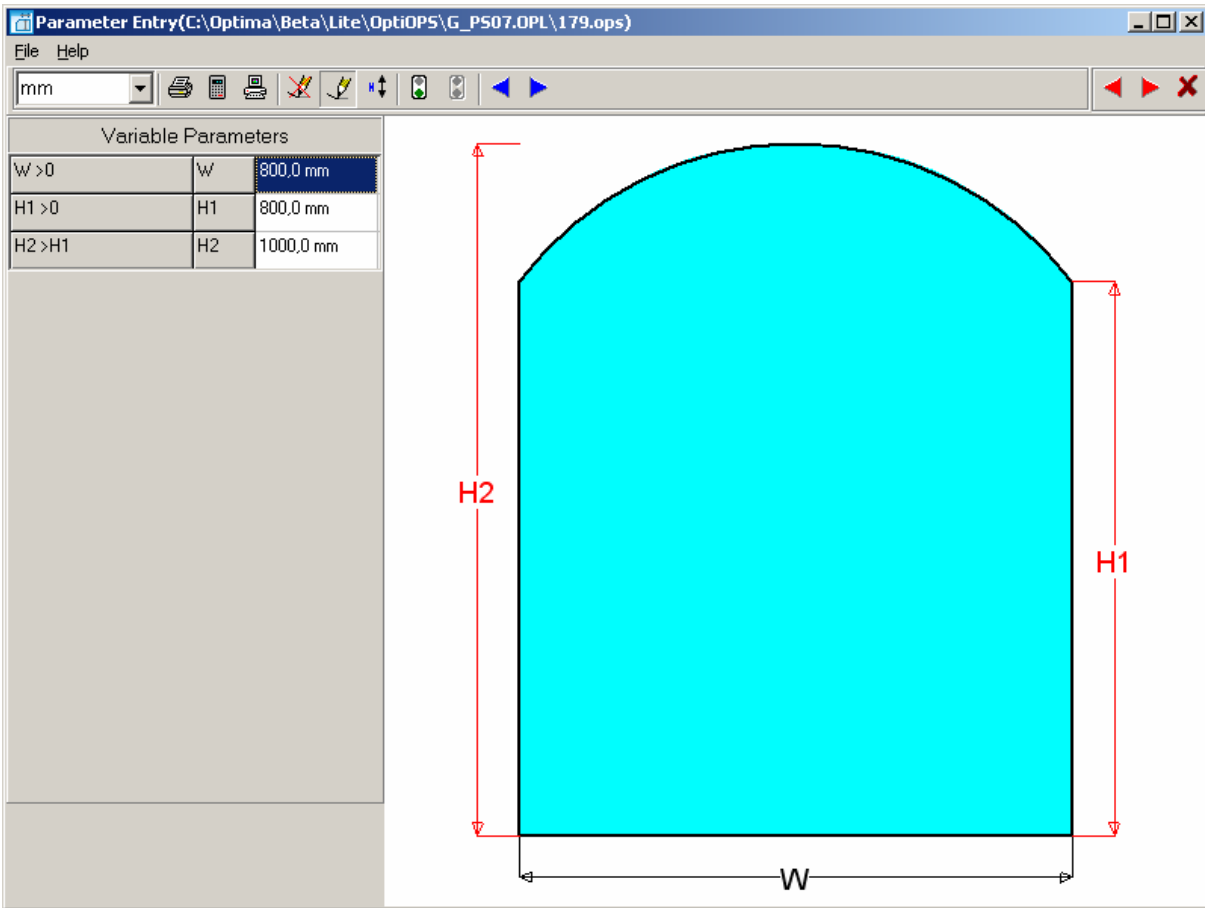 Parameter Entry(C:\Optima\Beta\Lite\OptiOPS\G_PS07.OPL\179.ops)
File Help
mm
Variable Parameters
W >0 W 800,0 mm
H1 >0 H1 800,0 mm
H2 >H1 H2 1000,0 mm
H2
H1
W